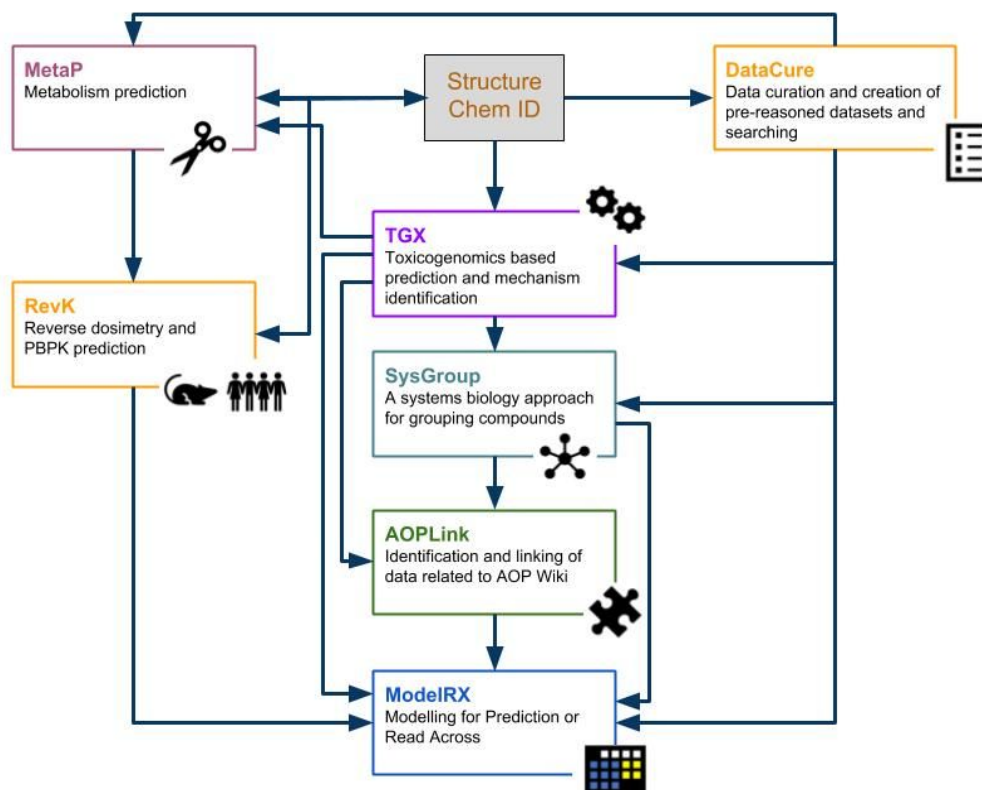 MetaP
Metabolism prediction
Structure
Chem ID
DataCure
Data curation and creation of
pre-reasoned datasets and
searching
TGX
Toxicogenomics based
prediction and mechanism
identification
RevK
Reverse dosimetry and
PBPK prediction
SysGroup
A systems biology approach
for grouping compounds
AOPLink
Identification and linking of
data related to AOP Wiki
ModelRX
Modelling for Prediction or
Read Across